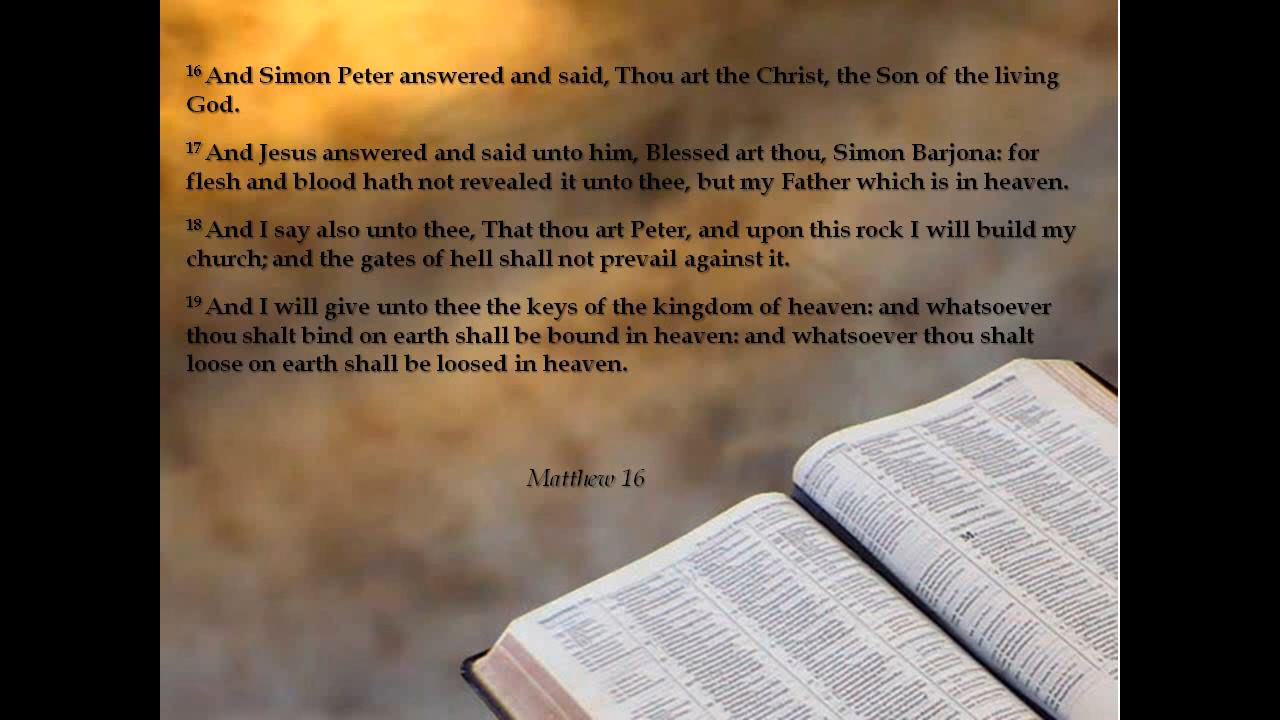 16 And Simon Peter answered and said, Thou art the Christ, the Son of the living
God.
17 And Jesus answered and said unto him, Blessed art thou, Simon Barjona: for
flesh and blood hath not revealed it unto thee, but my Father which is in heaven.
18 And I say also unto thee, That thou art Peter, and upon this rock I will build my
church; and the gates of hell shall not prevail against it.
19 And I will give unto thee the keys of the kingdom of heaven: and whatsoever
thou shalt bind on earth shall be bound in heaven: and whatsoever thou shalt
loose on earth shall be loosed in heaven.
Matthew 16